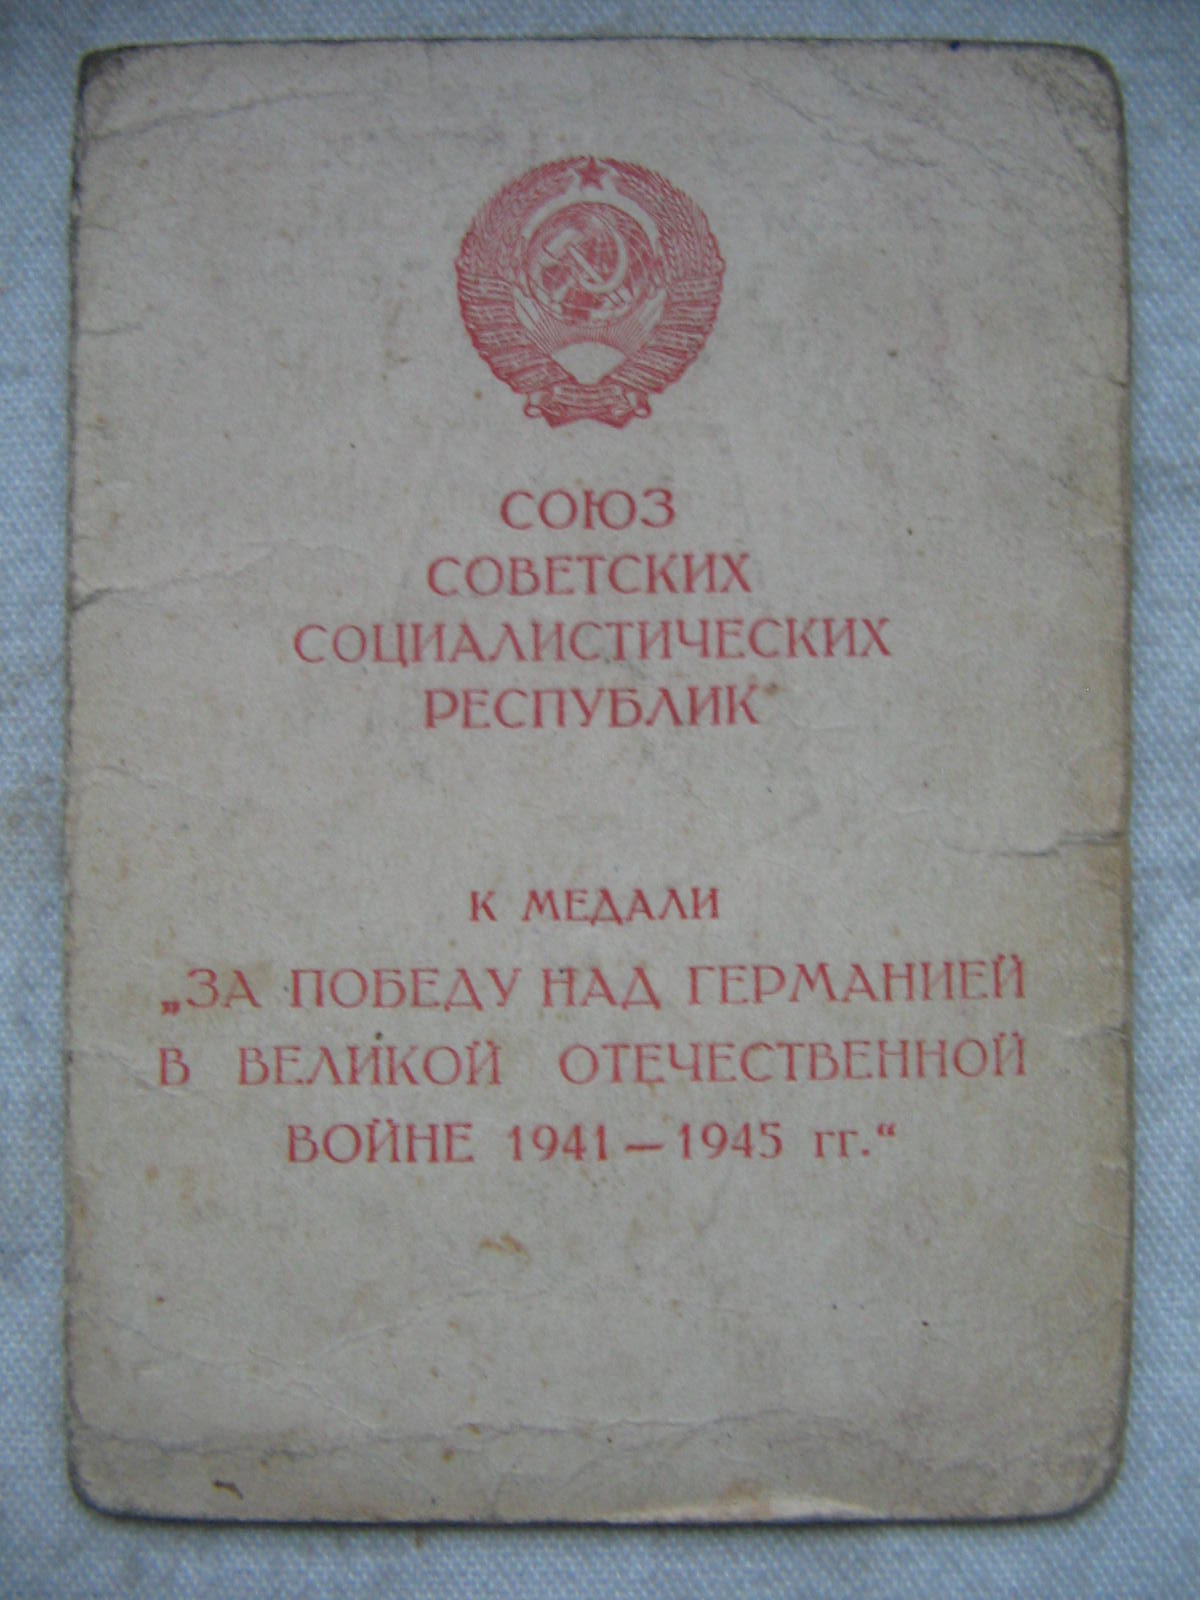 СОЮЗ
СОВЕТСКИХ
СОЦИАЛИСТИЧЕСКИХ
РЕСПУБЛИК
К МЕДАЛИ
„ЗА ПОБЕДУ НАД ГЕРМАНИЕЙ
В ВЕЛИКОЙ ОТЕЧЕСТВЕННОЙ
ВОЙНЕ 1941—1945 гг.“